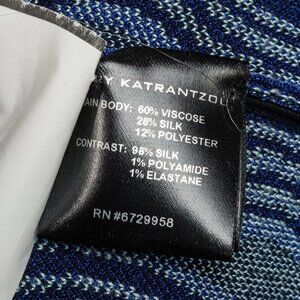 Y KATRANTZOU
AIN BODY: 60% VISCOSE
28% SILK
12% POLYESTER
CONTRAST: 98% SILK
1% POLYAMIDE
1% ELASTANE
RN #6729958